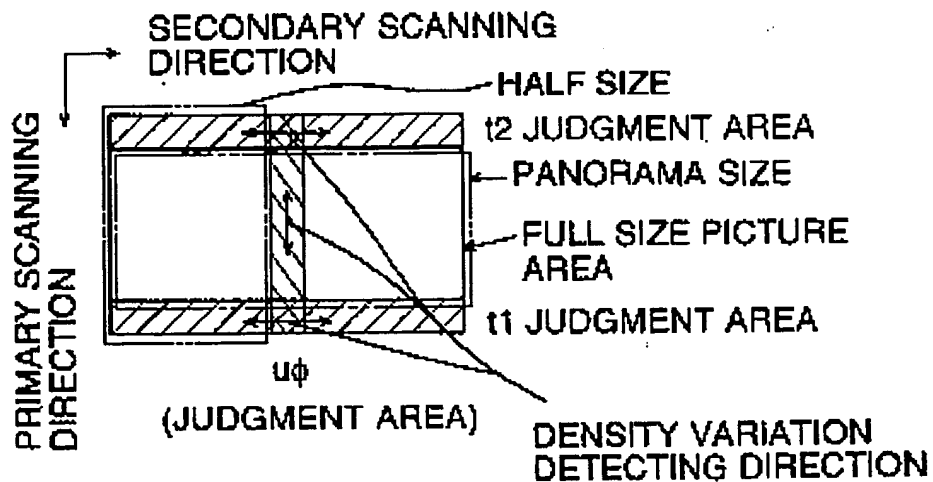 SECONDARY SCANNING
DIRECTION
HALF SIZE
t2 JUDGMENT AREA
PANORAMA SIZE
FULL SIZE PICTURE
AREA
t1 JUDGMENT AREA
PRIMARY SCANNING
DIRECTION
uϕ
(JUDGMENT AREA)
DENSITY VARIATION
DETECTING DIRECTION